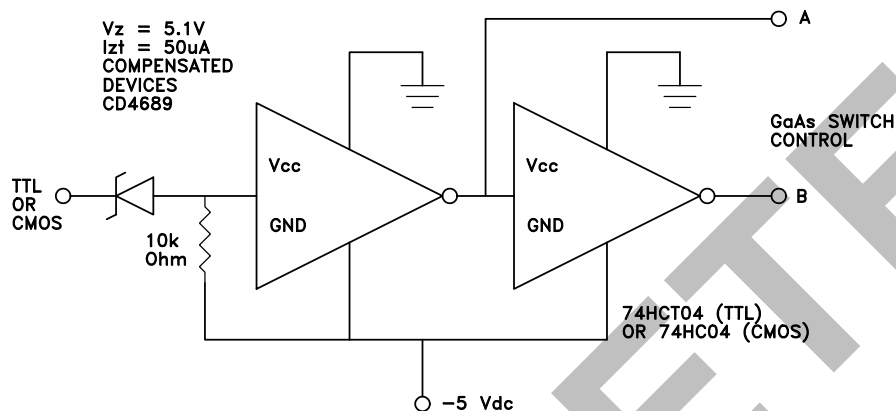 Vz = 5.1V
Izt = 50uA
COMPENSATED
DEVICES
CD4689
A
GaAs SWITCH
CONTROL
Vcc
Vcc
TTL
OR
CMOS
B
GND
GND
10k
Ohm
74HCT04 (TTL)
OR 74HC04 (CMOS)
-5 Vdc